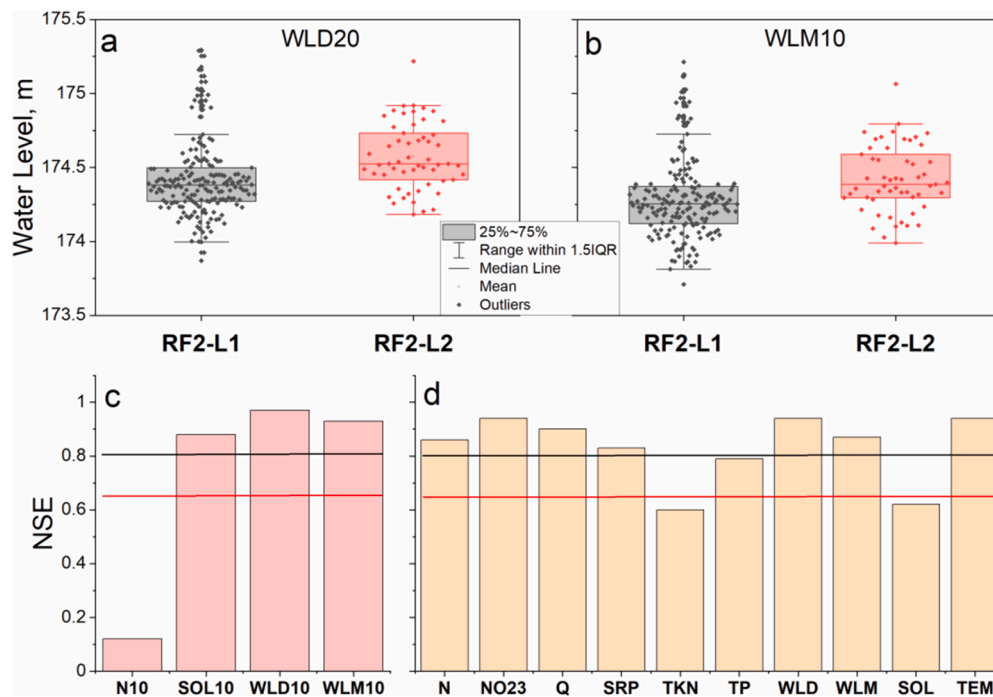 a
WLD20
b
WLM10
Water Level, m
175.5
175
174.5
174
173.5
RF2-L1
RF2-L2
RF2-L1
RF2-L2
25%~75%
Range within 1.5IQR
Median Line
Mean
Outliers
c
d
NSE
1
0.8
0.6
0.4
0.2
0
N10
SOL10
WLD10
WLM10
N
NO23
Q
SRP
TKN
TP
WLD
WLM
SOL
TEM